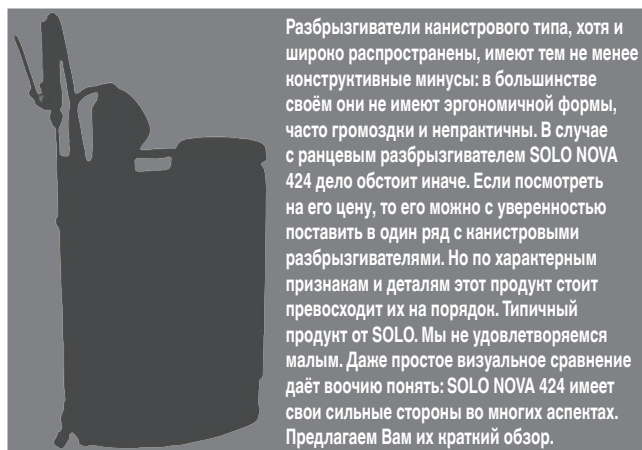 Разбрызгиватели канистрового типа, хотя и
широко распространены, имеют тем не менее
конструктивные минусы: в большинстве
своём они не имеют эргономичной формы,
часто громоздки и непрактичны. В случае
с ранцевым разбрызгивателем SOLO NOVA
424 дело обстоит иначе. Если посмотреть
на его цену, то его можно с уверенностью
поставить в один ряд с канистровыми
разбрызгивателями. Но по характерным
признакам и деталям этот продукт стоит
превосходит их на порядок. Типичный
продукт от SOLO. Мы не удовлетворяемся
малым. Даже простое визуальное сравнение
даёт воочию понять: SOLO NOVA 424 имеет
свои сильные стороны во многих аспектах.
Предлагаем Вам их краткий обзор.